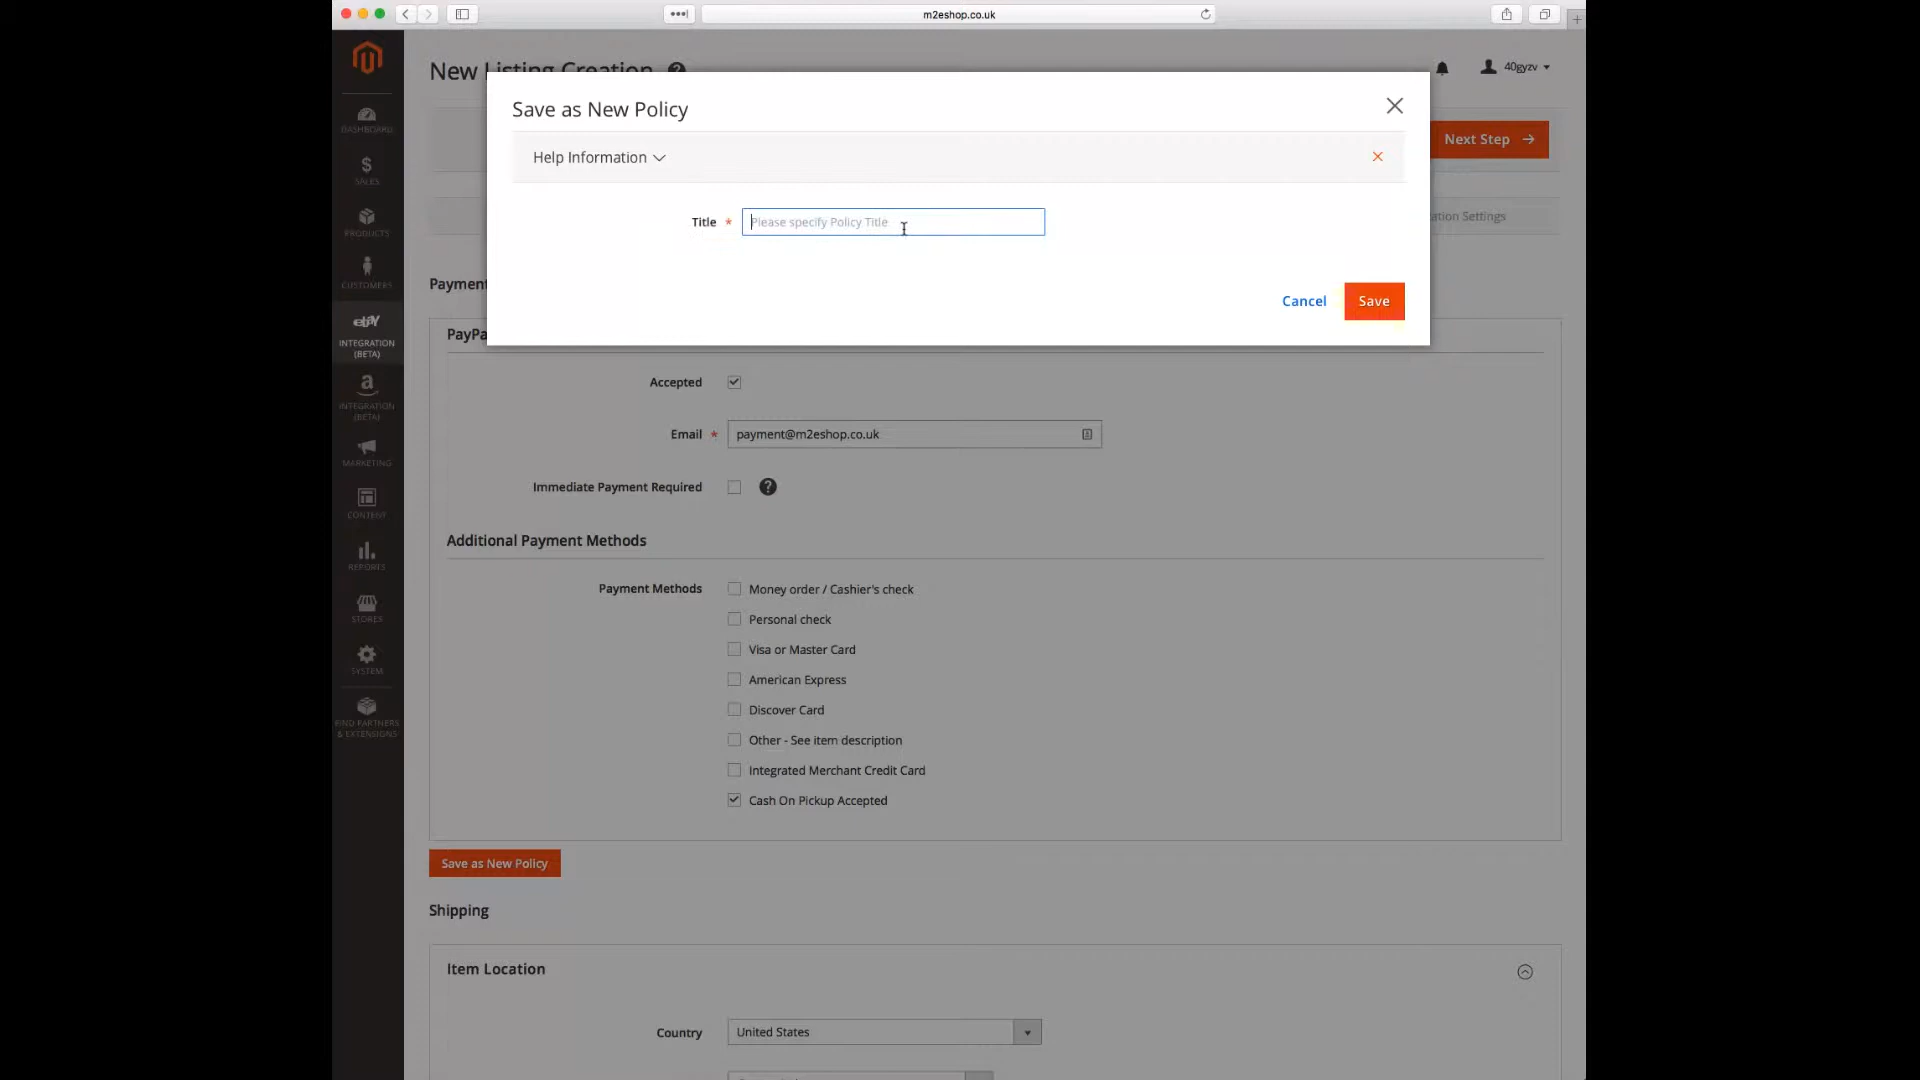 m2eshop.co.uk
New Listing Creation
40gyzv
Save as New Policy
Help Information
Next Step
Title *
Please specify Policy Title
Cancel
Save
DASHBOARD
SALES
PRODUCTS
CUSTOMERS
ebay
INTEGRATION
(BETA)
a
INTEGRATION
(BETA)
MARKETING
CONTENT
REPORTS
STORES
SYSTEM
FIND PARTNERS
& EXTENSIONS
ation Settings
Payment
PayPa
Accepted
Email *
payment@m2eshop.co.uk
Immediate Payment Required
Additional Payment Methods
Payment Methods
Money order / Cashier's check
Personal check
Visa or Master Card
American Express
Discover Card
Other - See item description
Integrated Merchant Credit Card
Cash On Pickup Accepted
Save as New Policy
Shipping
Item Location
Country
United States